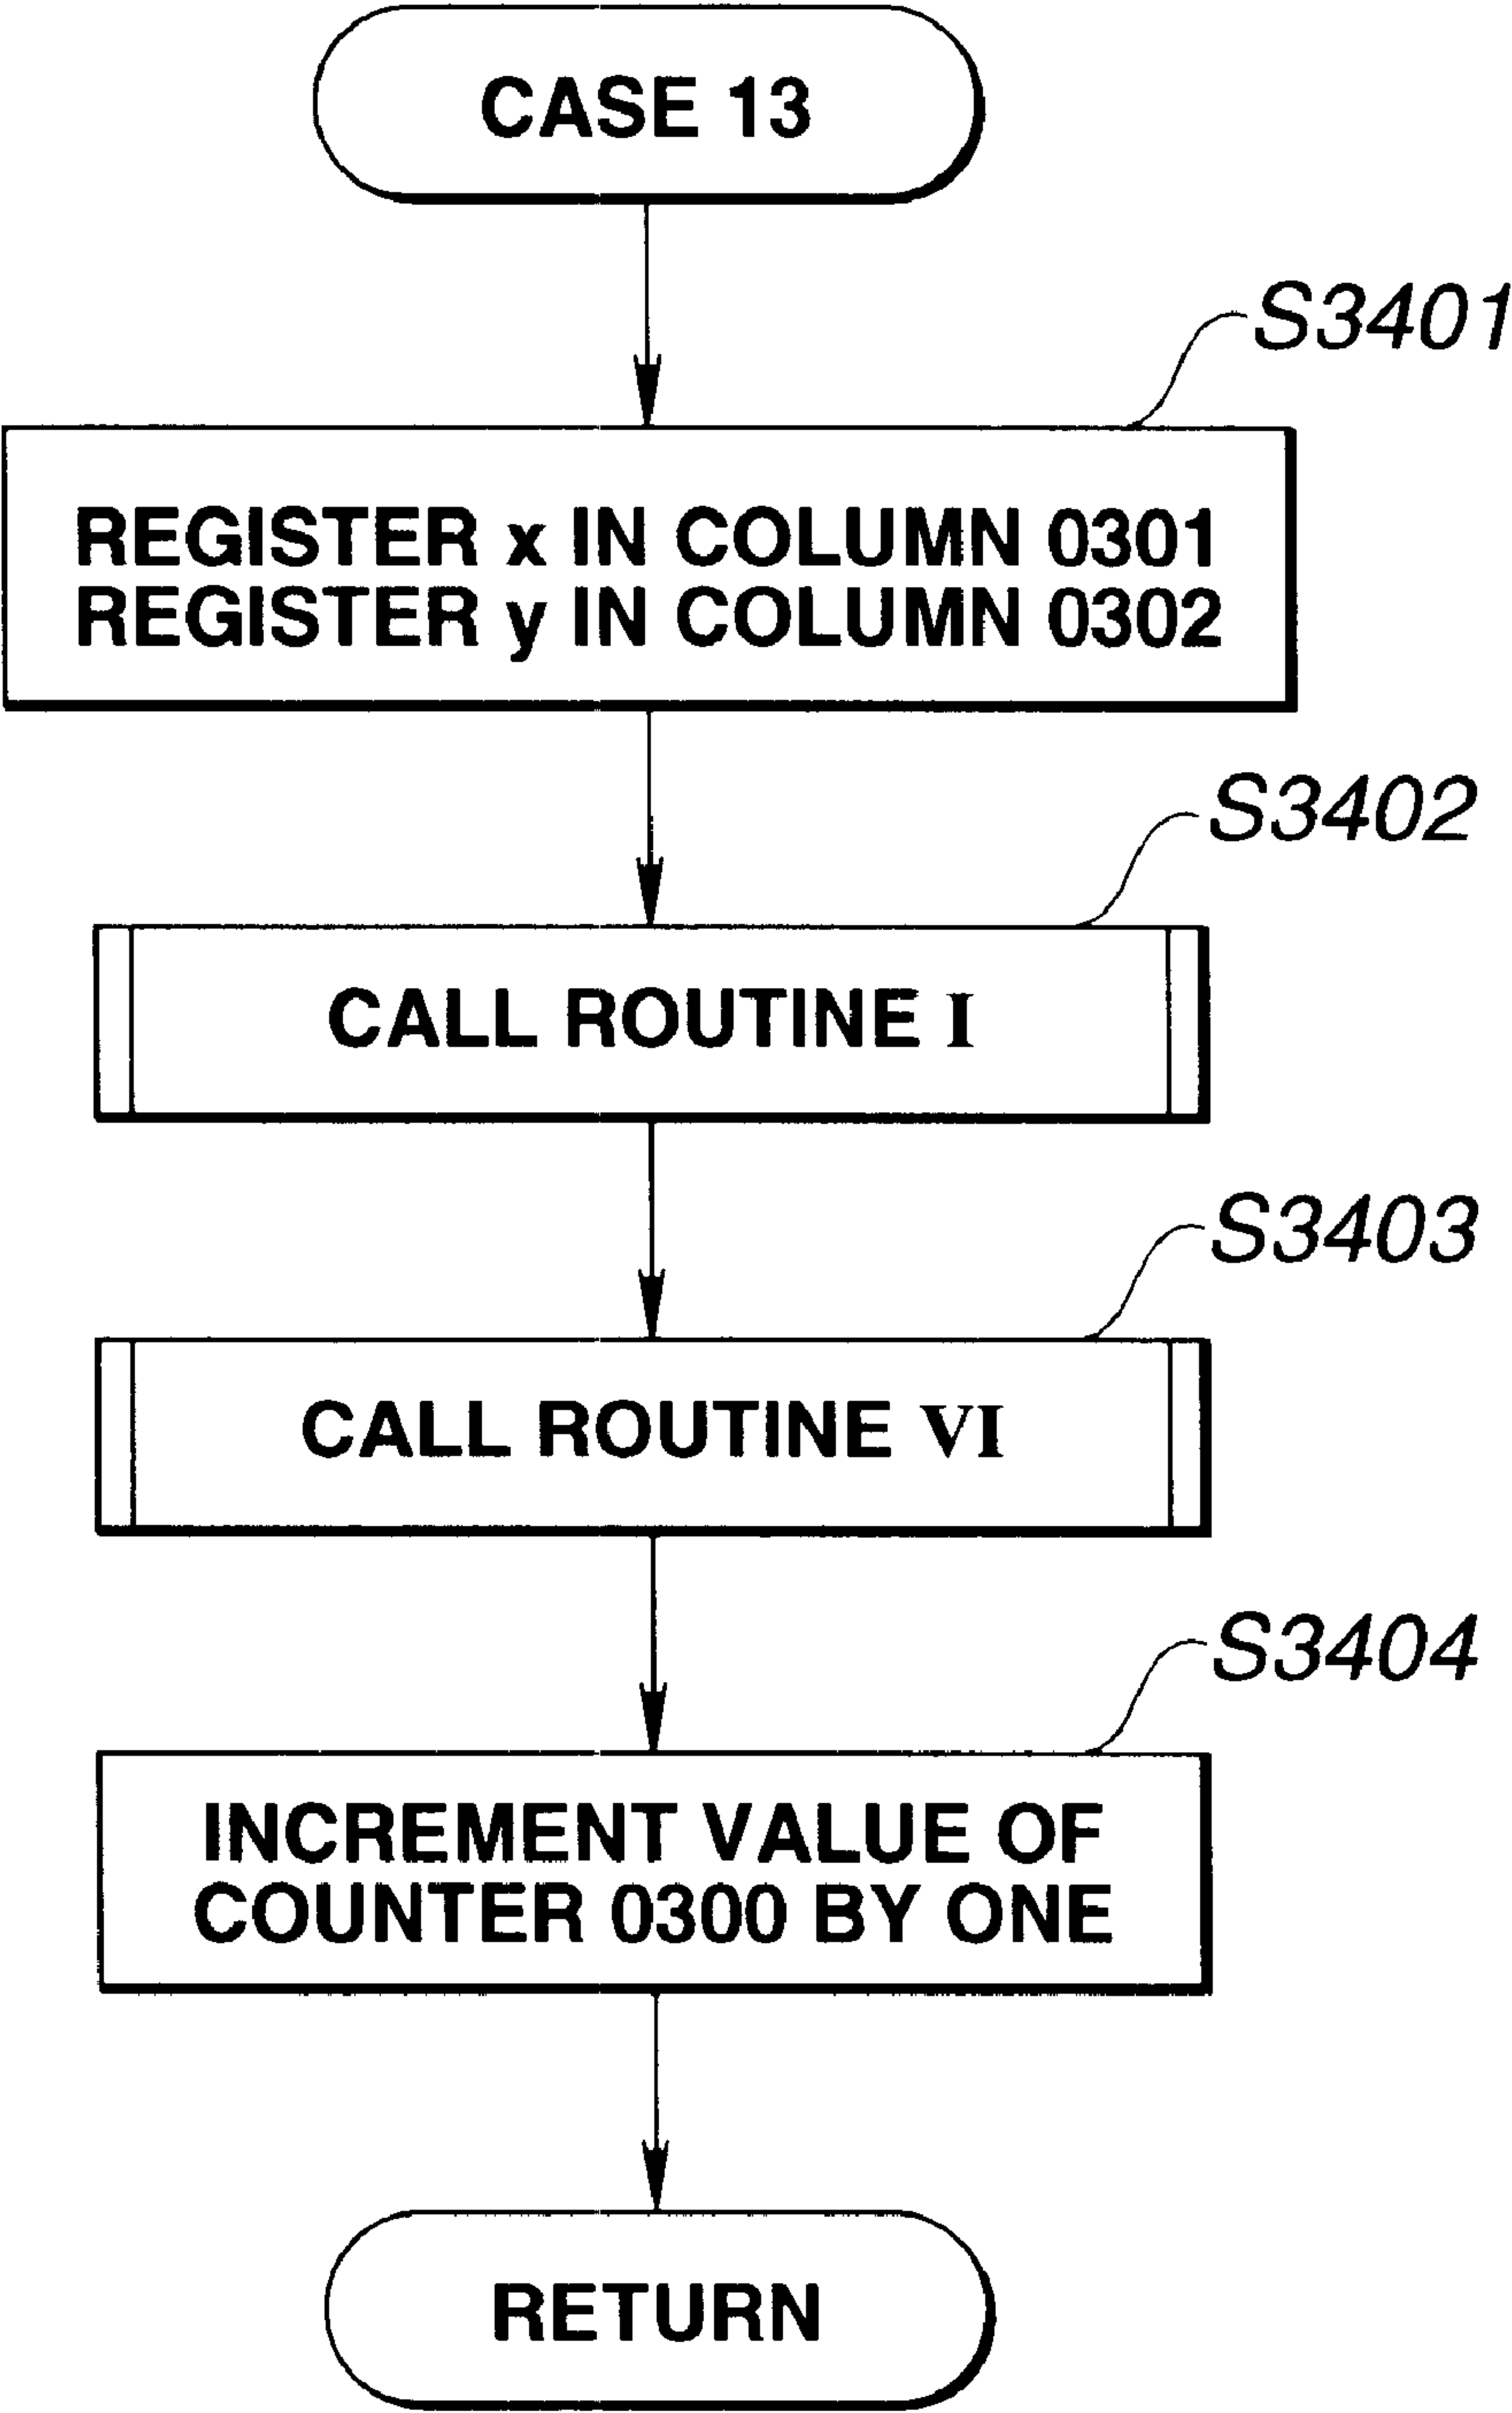 CASE 13
S3401
REGISTER x IN COLUMN 0301
REGISTER y IN COLUMN 0302
S3402
CALL ROUTINE I
S3403
CALL ROUTINE VI
S3404
INCREMENT VALUE OF
COUNTER 0300 BY ONE
RETURN